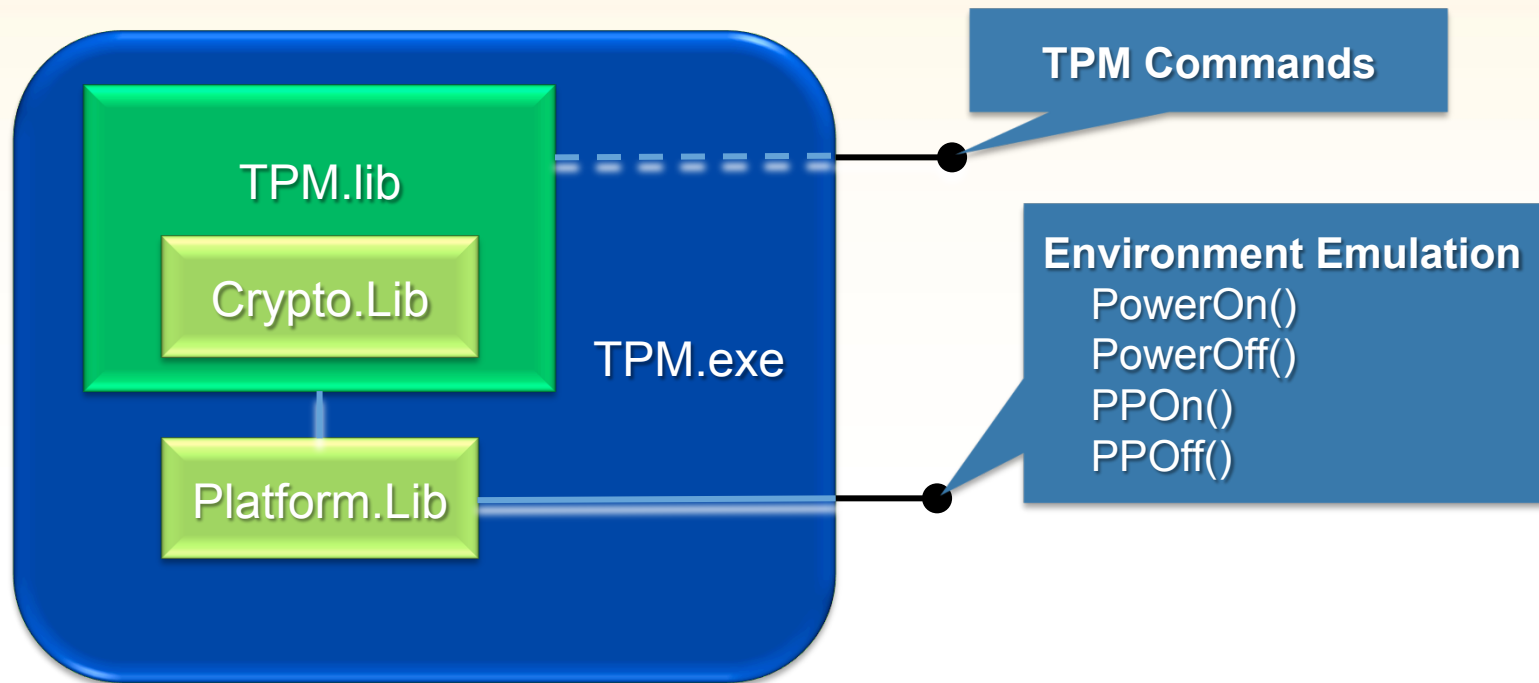 TPM Commands
TPM.lib
Crypto.Lib
TPM.exe
Platform.Lib
Environment Emulation
PowerOn()
PowerOff()
PPOn()
PPOff()